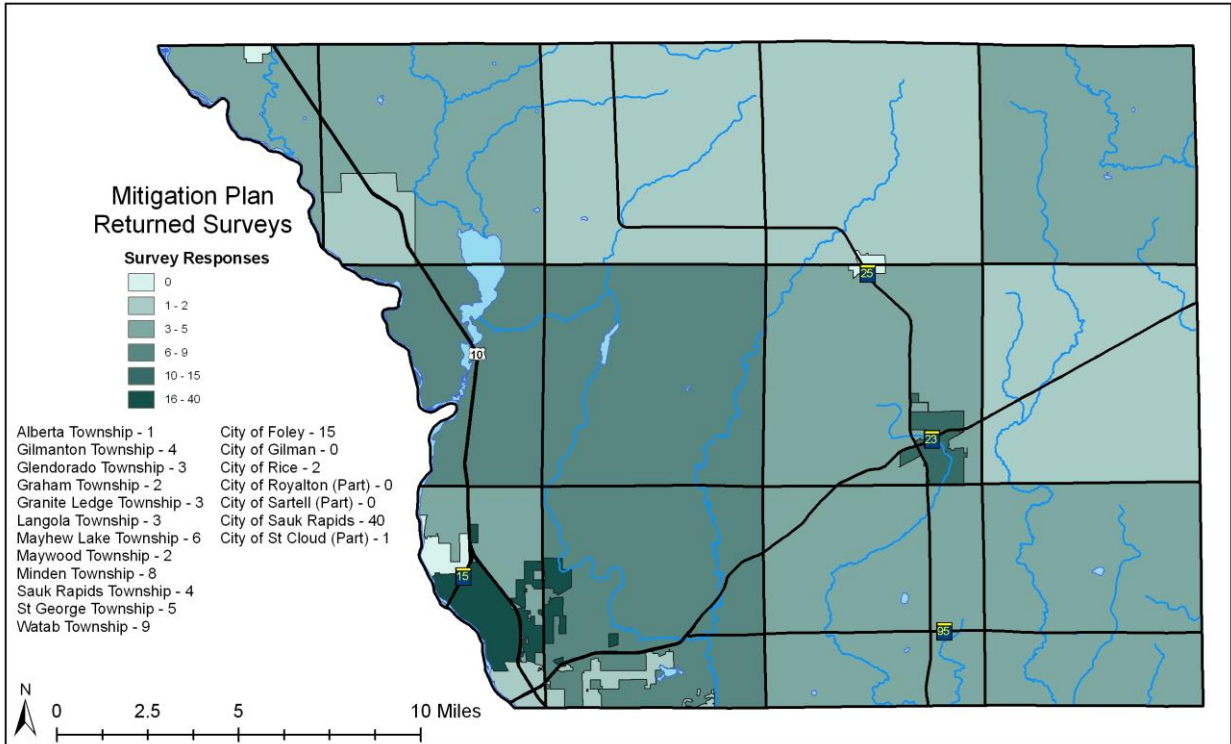 Mitigation Plan
Returned Surveys
Survey Responses
0
1 - 2
3 - 5
6 - 9
10 - 15
16 - 40
Alberta Township - 1
Gilmanton Township - 4
Glendorado Township - 3
Graham Township - 2
Granite Ledge Township - 3
Langola Township - 3
Mayhew Lake Township - 6
Maywood Township - 2
Minden Township - 8
Sauk Rapids Township - 4
St George Township - 5
Watab Township - 9
City of Foley - 15
City of Gilman - 0
City of Rice - 2
City of Royalton (Part) - 0
City of Sartell (Part) - 0
City of Sauk Rapids - 40
City of St Cloud (Part) - 1
25
10
23
15
95
N
0 2.5 5 10 Miles